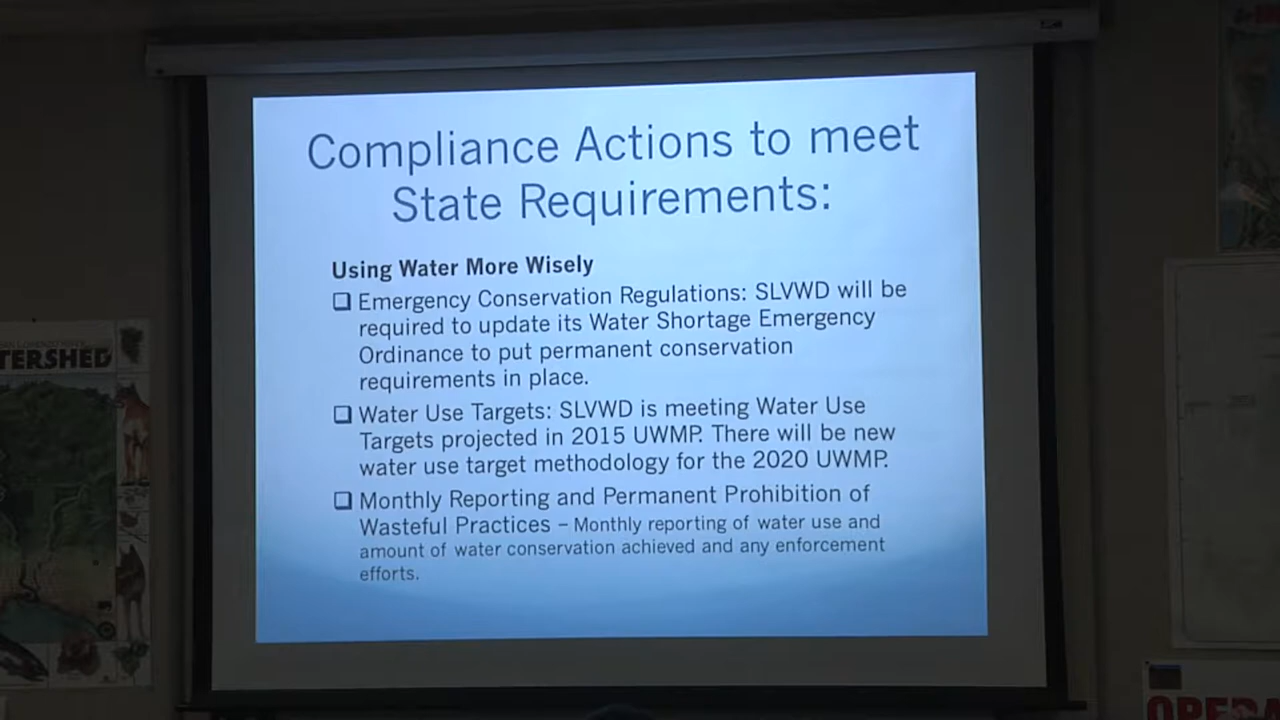 Compliance Actions to meet
State Requirements:
Using Water More Wisely
❑ Emergency Conservation Regulations: SLVWD will be
required to update its Water Shortage Emergency
Ordinance to put permanent conservation
requirements in place.
❑ Water Use Targets: SLVWD is meeting Water Use
Targets projected in 2015 UWMP. There will be new
water use target methodology for the 2020 UWMP.
❑ Monthly Reporting and Permanent Prohibition of
Wasteful Practices – Monthly reporting of water use and
amount of water conservation achieved and any enforcement
efforts.
TERSHED
OPERA